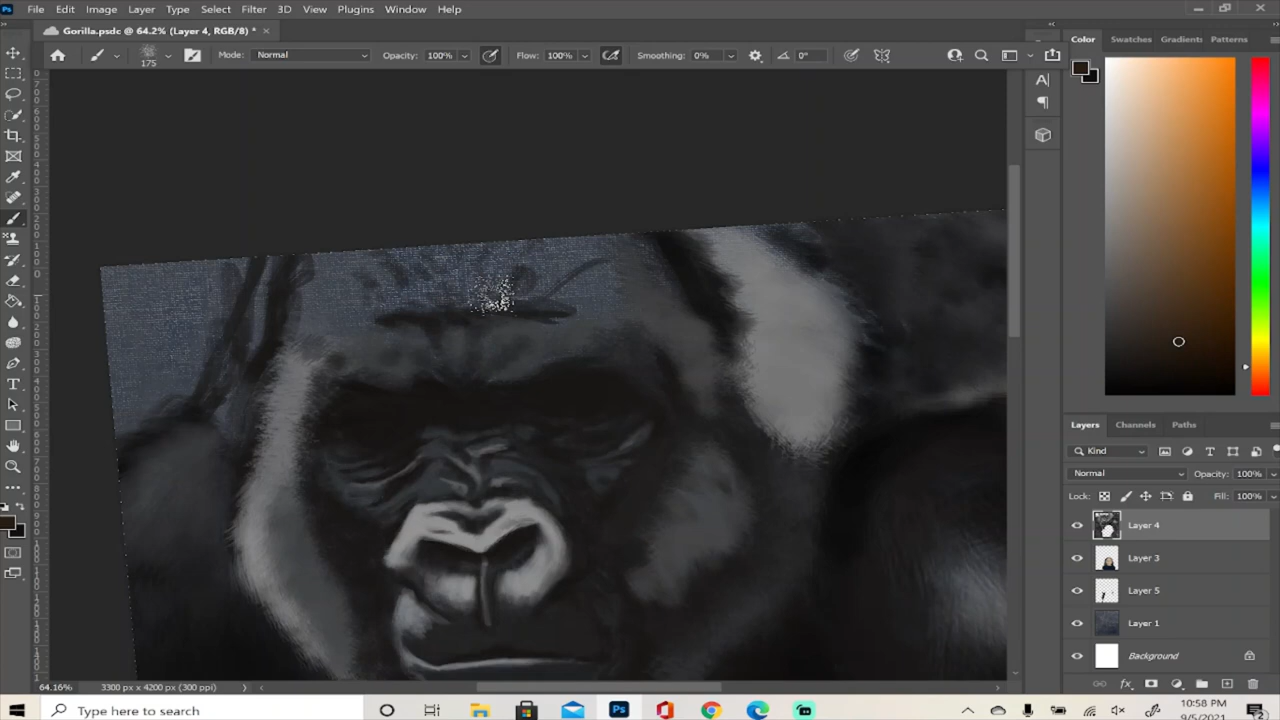 File Edit Image Layer Type Select Filter 3D View Plugins Window Help
Gorilla.psdc @ 64.2% (Layer 4, RGB/8) *
175 Mode: Normal Opacity: 100% Flow: 100% Smoothing: 0% 0°
Color Swatches Gradients Patterns
Layers Channels Paths
Kind
Normal Opacity: 100%
Lock: Fill: 100%
Layer 4
Layer 3
Layer 5
Layer 1
Background
64.16% 3300 px x 4200 px (300 ppi)
Type here to search
10:58 PM
9/5/2021